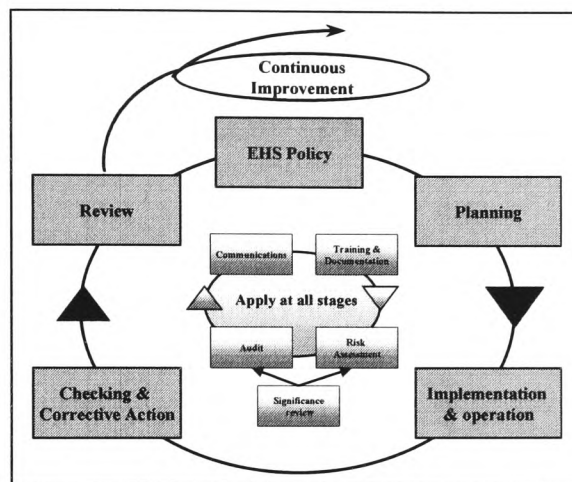 Continuous
Improvement
EHS Policy
Review
Planning
Communications
Training &
Documentation
Apply at all stages
Audit
Risk
Assessment
Significance
review
Checking &
Corrective Action
Implementation
& operation